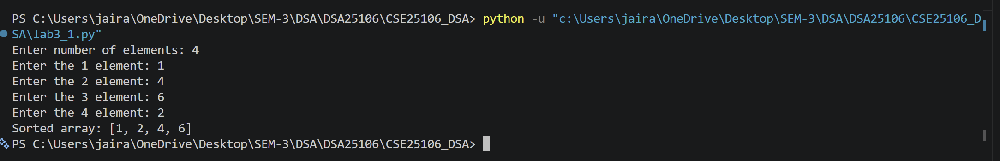 PS C:\Users\jaira\OneDrive\Desktop\SEM-3\DSA\DSA25106\CSE25106_DSA> python -u "c:\Users\jaira\OneDrive\Desktop\SEM-3\DSA\DSA25106\CSE25106_D
SA\lab3_1.py"
Enter number of elements: 4
Enter the 1 element: 1
Enter the 2 element: 4
Enter the 3 element: 6
Enter the 4 element: 2
Sorted array: [1, 2, 4, 6]
PS C:\Users\jaira\OneDrive\Desktop\SEM-3\DSA\DSA25106\CSE25106_DSA>